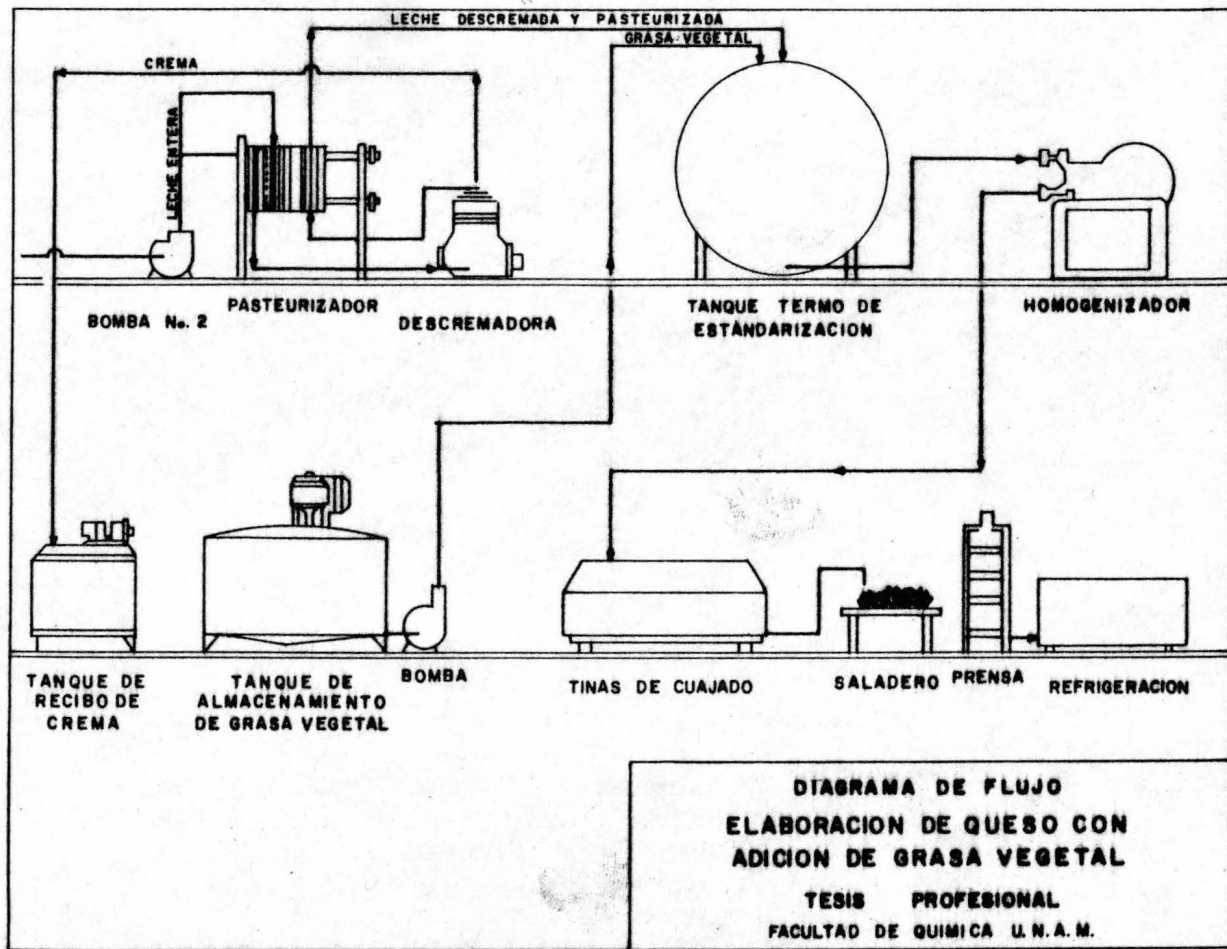 LECHE DESCREMADA Y PASTEURIZADA
GRASA VEGETAL
CREMA
LECHE ENTERA
BOMBA No. 2
PASTEURIZADOR
DESCREMADORA
TANQUE TERMO DE
ESTANDARIZACION
HOMOGENIZADOR
TANQUE DE
RECIBO DE
CREMA
TANQUE DE
ALMACENAMIENTO
DE GRASA VEGETAL
BOMBA
TINAS DE CUAJADO
SALADERO
PRENSA
REFRIGERACION
DIAGRAMA DE FLUJO
ELABORACION DE QUESO CON
ADICION DE GRASA VEGETAL
TESIS PROFESIONAL
FACULTAD DE QUIMICA U.N.A.M.